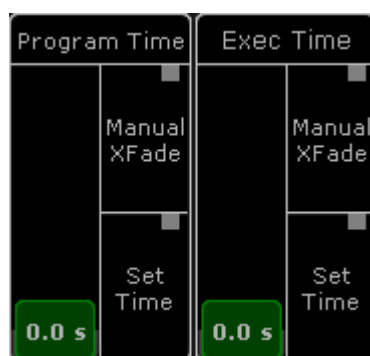 Program Time
Manual
XFade
Set
Time
0.0 s
Exec Time
Manual
XFade
Set
Time
0.0 s